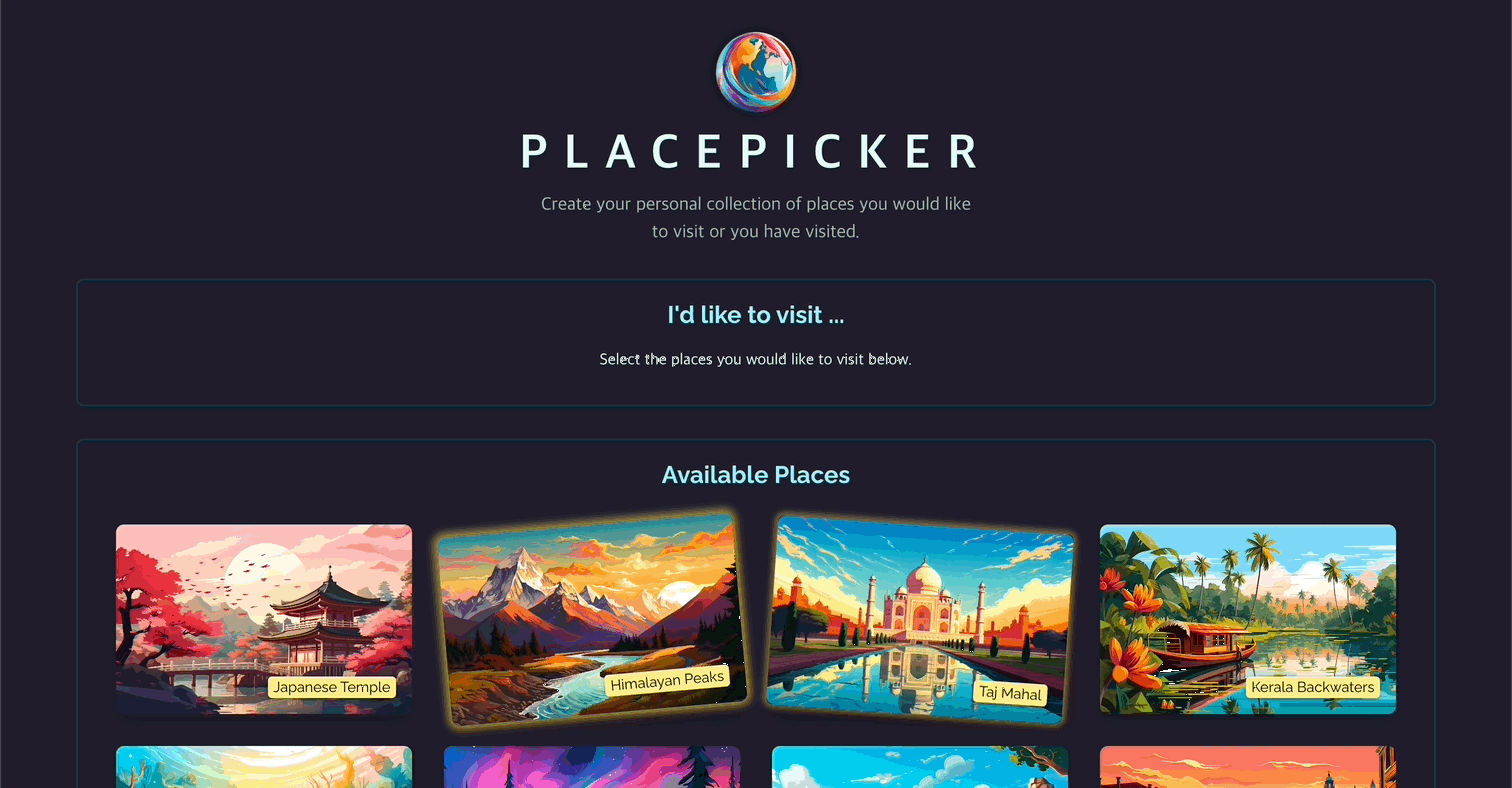 PLACEPICKER
Create your personal collection of places you would like
to visit or you have visited.
I'd like to visit ...
Select the places you would like to visit below.
Available Places
Japanese Temple
Himalayan Peaks
Taj Mahal
Kerala Backwaters